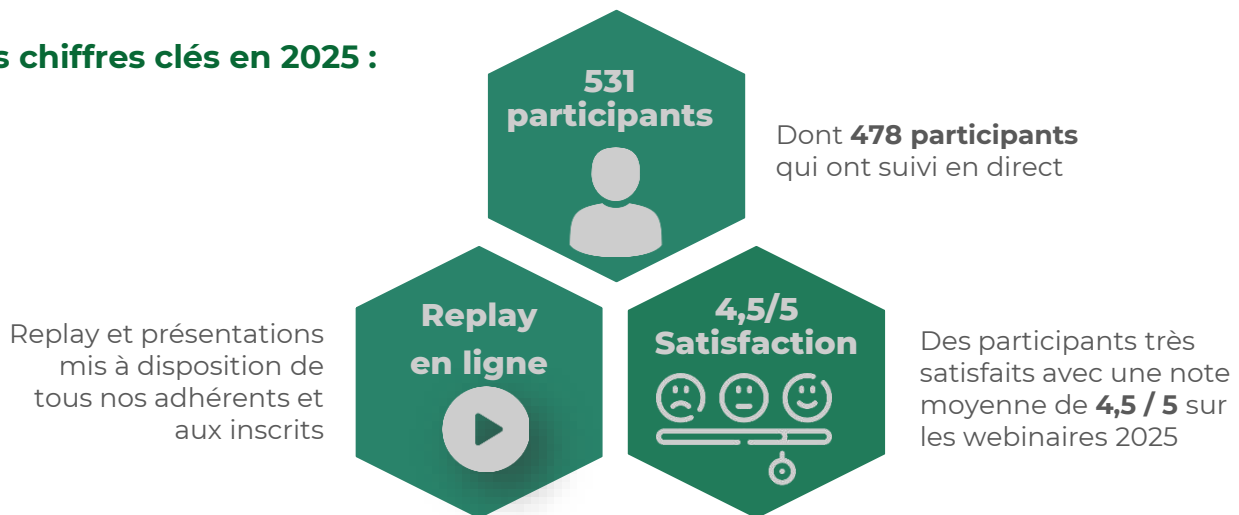 s chiffres clés en 2025 :
531
participants
Dont 478 participants
qui ont suivi en direct
Replay et présentations
mis à disposition de
tous nos adhérents et
aux inscrits
Replay
en ligne
4,5/5
Satisfaction
Des participants très
satisfaits avec une note
moyenne de 4,5 / 5 sur
les webinaires 2025